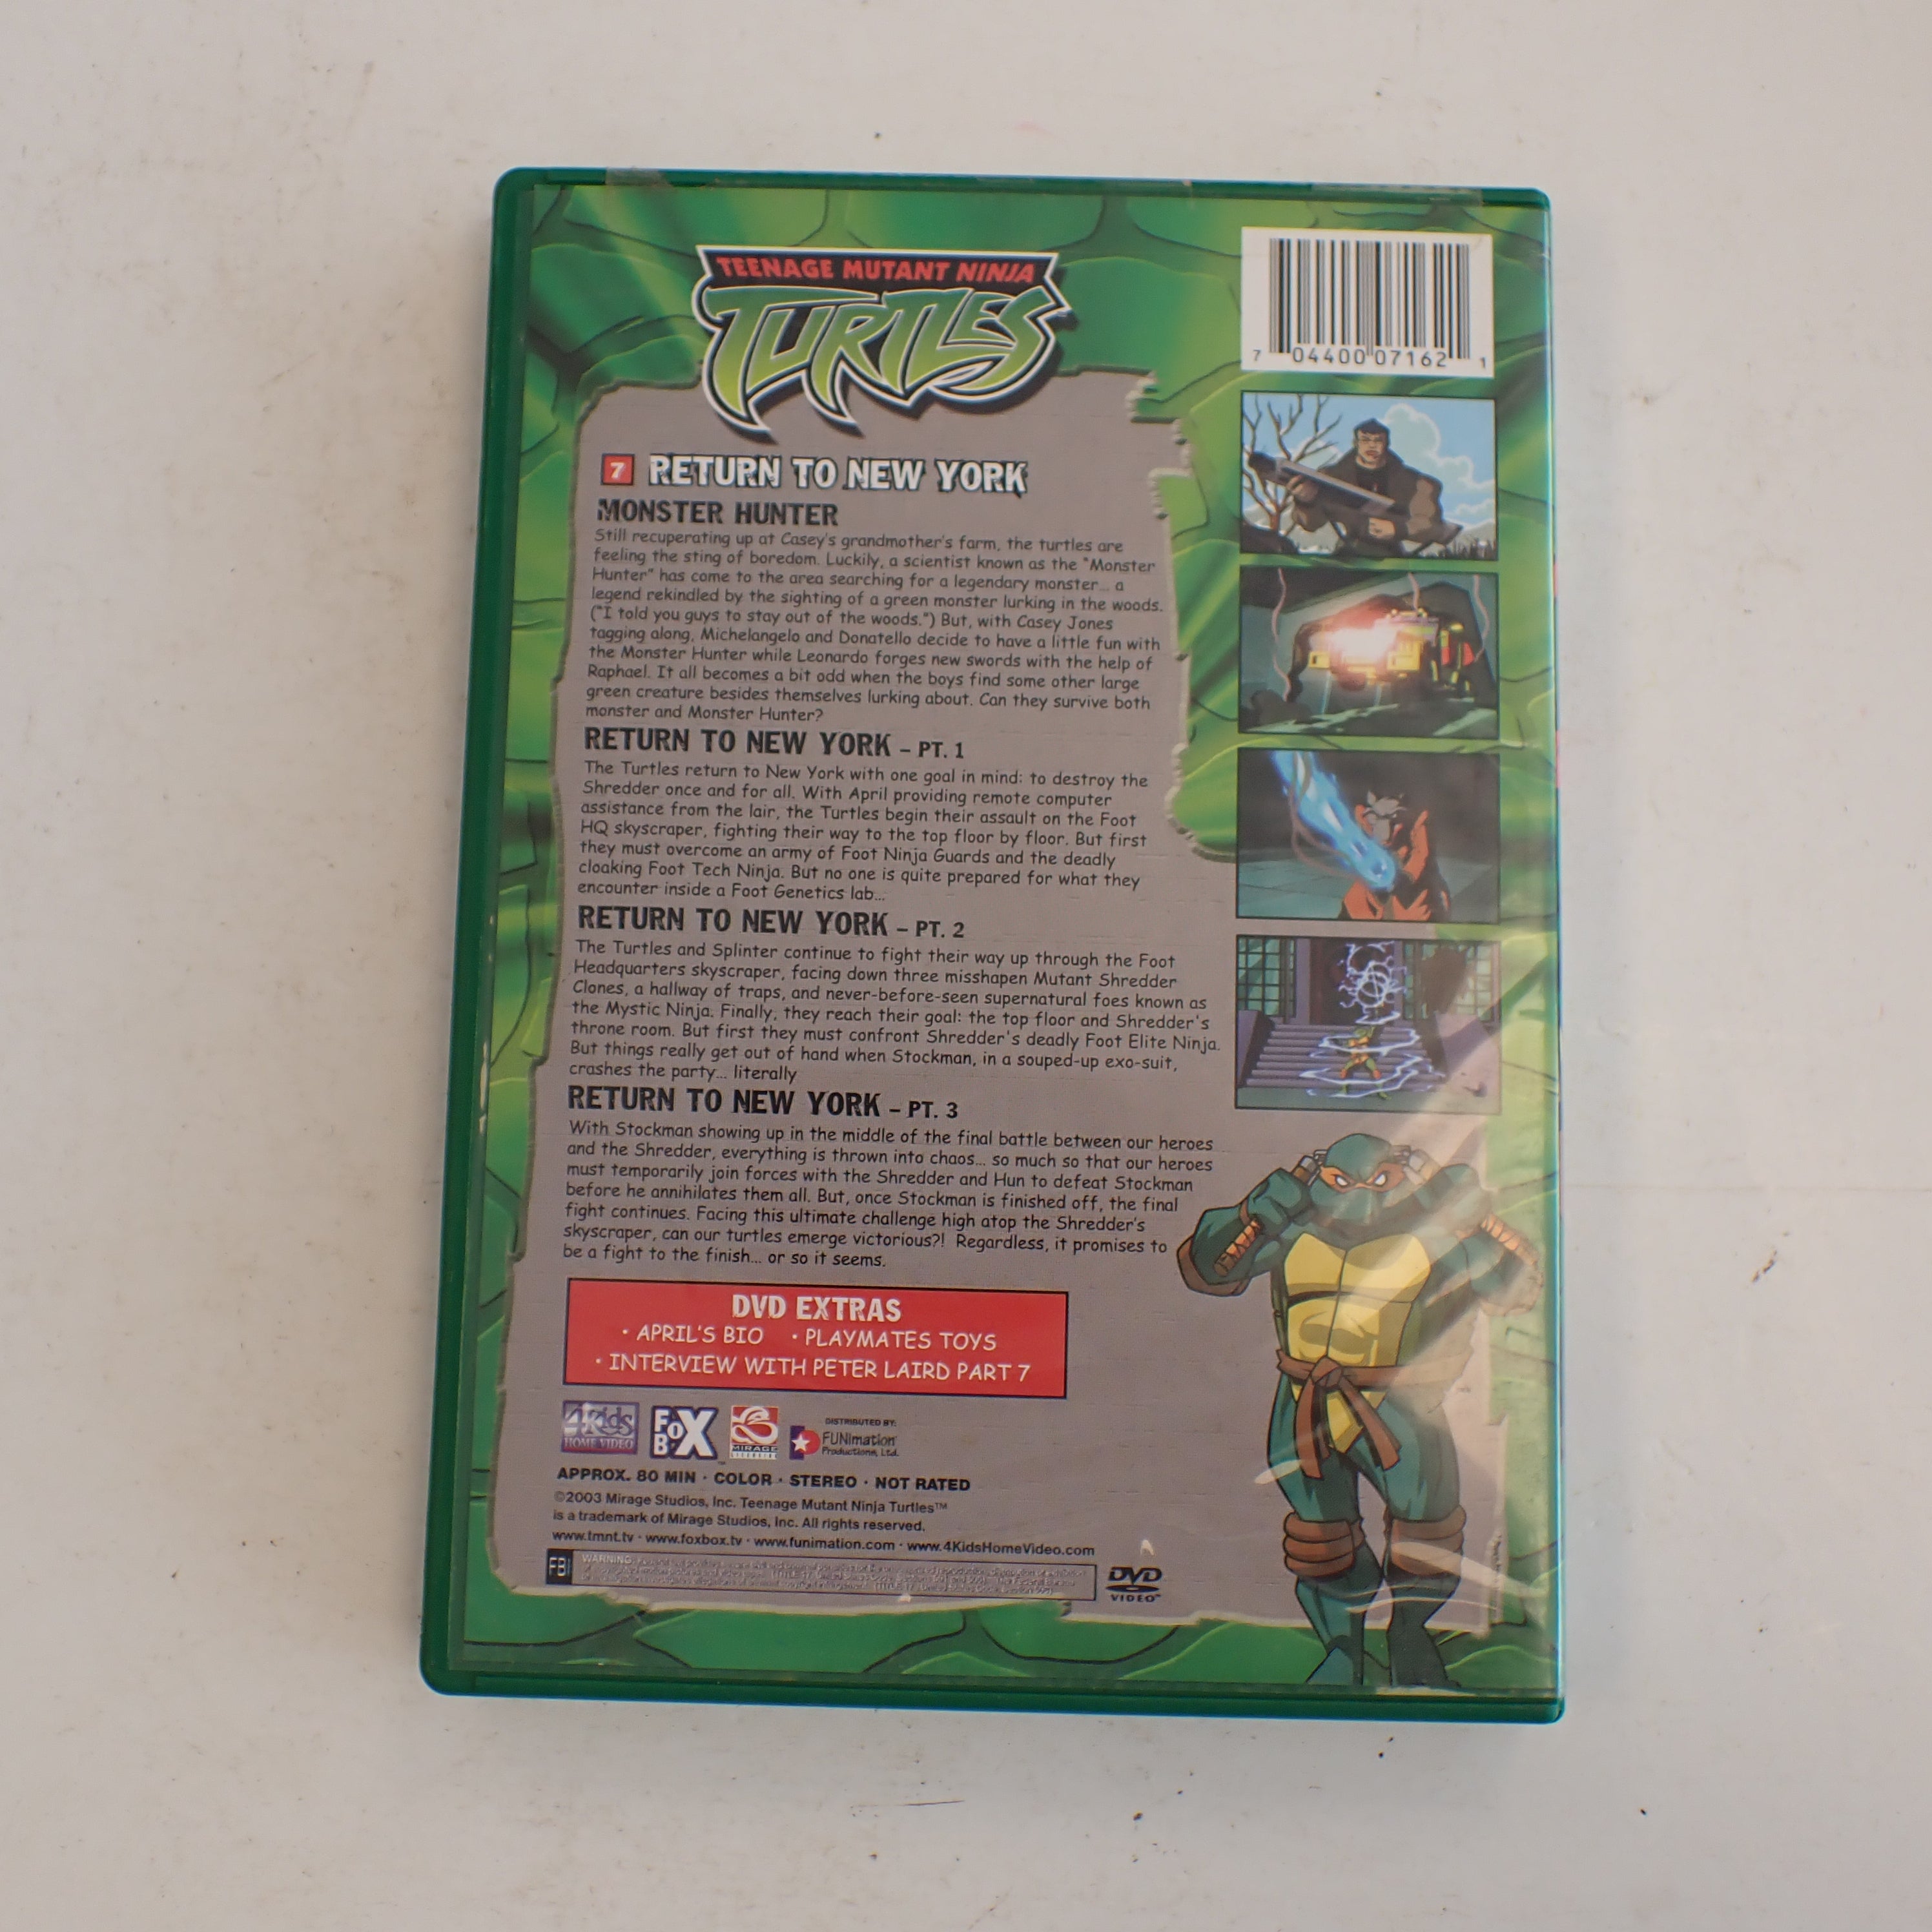 TEENAGE MUTANT NINJA
TURTLES
7 04400 07162 1
7 RETURN TO NEW YORK
MONSTER HUNTER
Still recuperating up at Casey's grandmother's farm, the turtles are
feeling the sting of boredom. Luckily, a scientist known as the "Monster
Hunter" has come to the area searching for a legendary monster... a
legend rekindled by the sighting of a green monster lurking in the woods.
("I told you guys to stay out of the woods.") But, with Casey Jones
tagging along, Michelangelo and Donatello decide to have a little fun with
the Monster Hunter while Leonardo forges new swords with the help of
Raphael. It all becomes a bit odd when the boys find some other large
green creature besides themselves lurking about. Can they survive both
monster and Monster Hunter?
RETURN TO NEW YORK - PT. 1
The Turtles return to New York with one goal in mind: to destroy the
Shredder once and for all. With April providing remote computer
assistance from the lair, the Turtles begin their assault on the Foot
HQ skyscraper, fighting their way to the top floor by floor. But first
they must overcome an army of Foot Ninja Guards and the deadly
cloaking Foot Tech Ninja. But no one is quite prepared for what they
encounter inside a Foot Genetics lab...
RETURN TO NEW YORK - PT. 2
The Turtles and Splinter continue to fight their way up through the Foot
Headquarters skyscraper, facing down three misshapen Mutant Shredder
Clones, a hallway of traps, and never-before-seen supernatural foes known as
the Mystic Ninja. Finally, they reach their goal: the top floor and Shredder's
throne room. But first they must confront Shredder's deadly Foot Elite Ninja.
But things really get out of hand when Stockman, in a souped-up exo-suit,
crashes the party... literally
RETURN TO NEW YORK - PT. 3
With Stockman showing up in the middle of the final battle between our heroes
and the Shredder, everything is thrown into chaos... so much so that our heroes
must temporarily join forces with the Shredder and Hun to defeat Stockman
before he annihilates them all. But, once Stockman is finished off, the final
fight continues. Facing this ultimate challenge high atop the Shredder's
skyscraper, can our turtles emerge victorious?! Regardless, it promises to
be a fight to the finish... or so it seems.
DVD EXTRAS
• APRIL'S BIO • PLAYMATES TOYS
• INTERVIEW WITH PETER LAIRD PART 7
4Kids
HOME VIDEO
FOX
BOX
MIRAGE
LICENSING
DISTRIBUTED BY:
FUNimation
Productions, Ltd.
APPROX. 80 MIN · COLOR · STEREO · NOT RATED
©2003 Mirage Studios, Inc. Teenage Mutant Ninja Turtles™
is a trademark of Mirage Studios, Inc. All rights reserved.
www.tmnt.tv · www.foxbox.tv · www.funimation.com · www.4KidsHomeVideo.com
FBI WARNING:
DVD
VIDEO